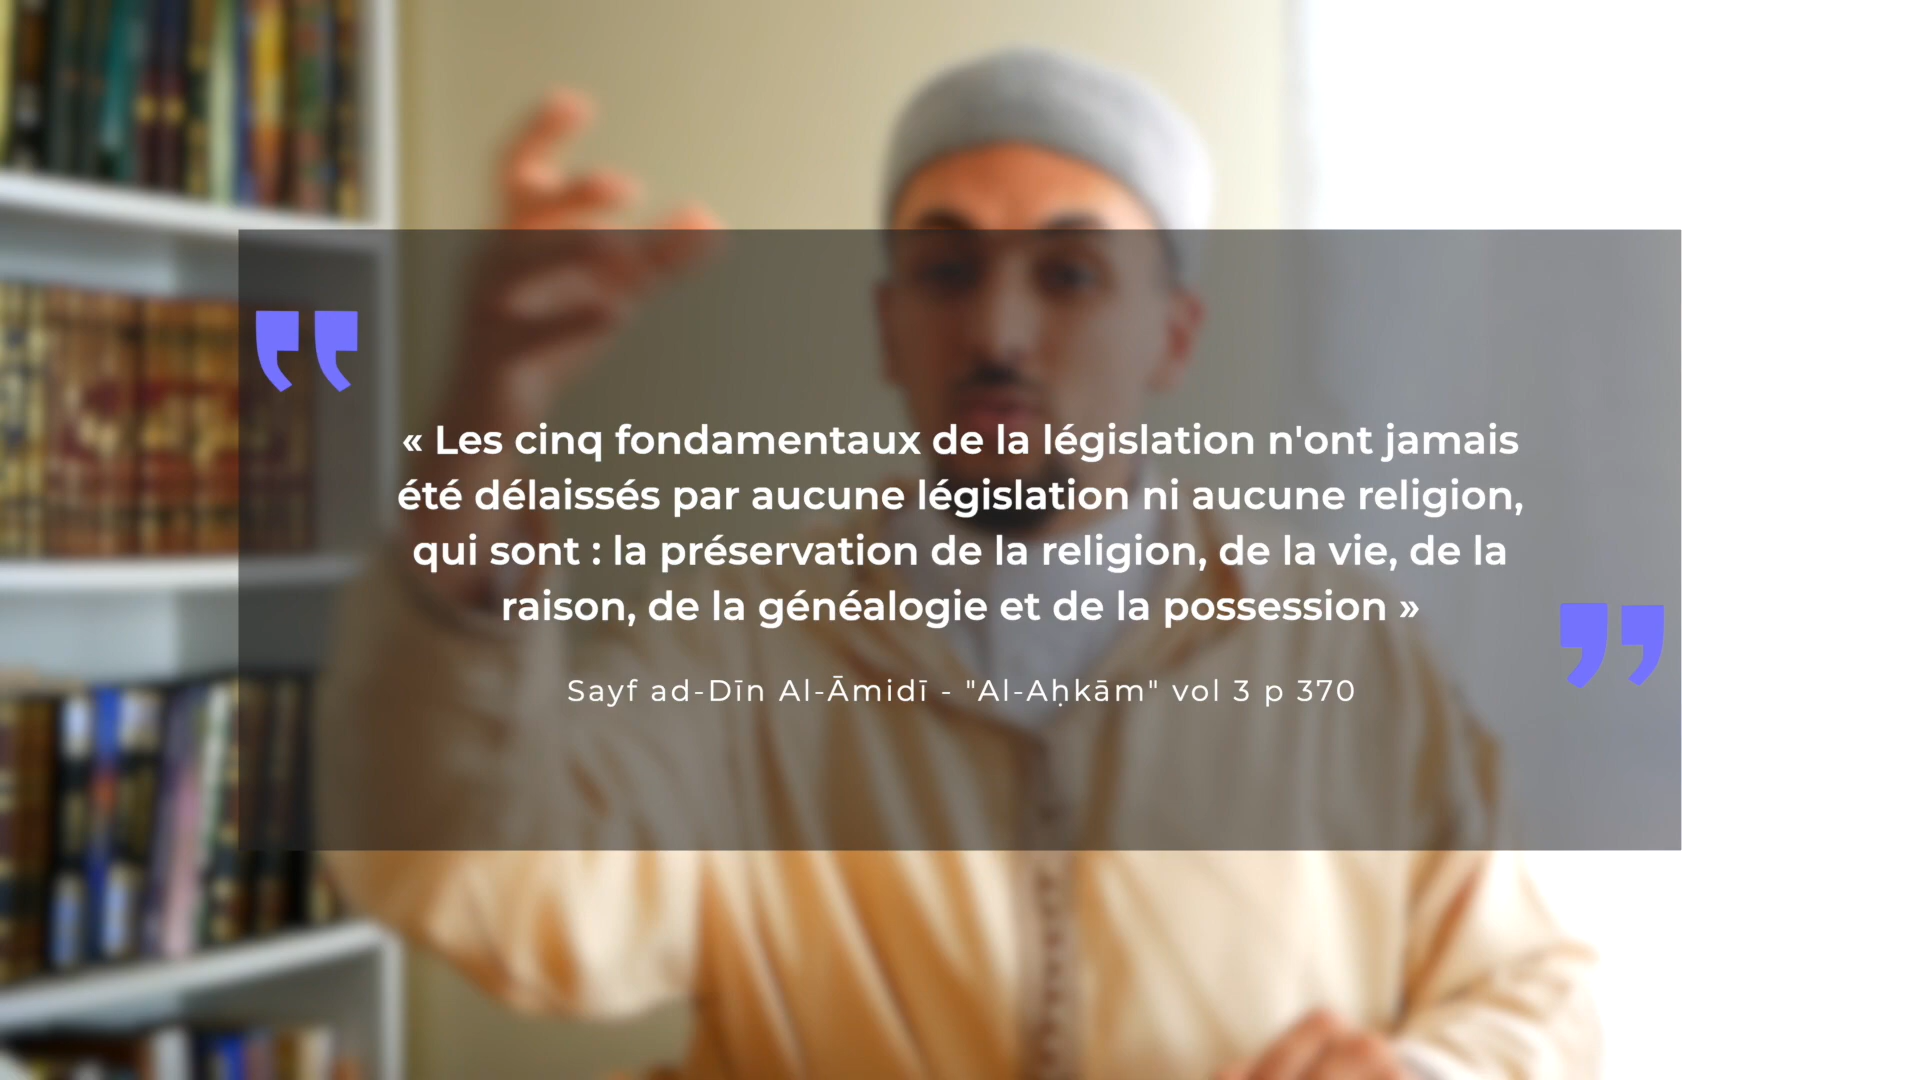 « Les cinq fondamentaux de la législation n'ont jamais
été délaissés par aucune législation ni aucune religion,
qui sont : la préservation de la religion, de la vie, de la
raison, de la généalogie et de la possession »
Sayf ad-Dīn Al-Āmidī - "Al-Aḥkām" vol 3 p 370